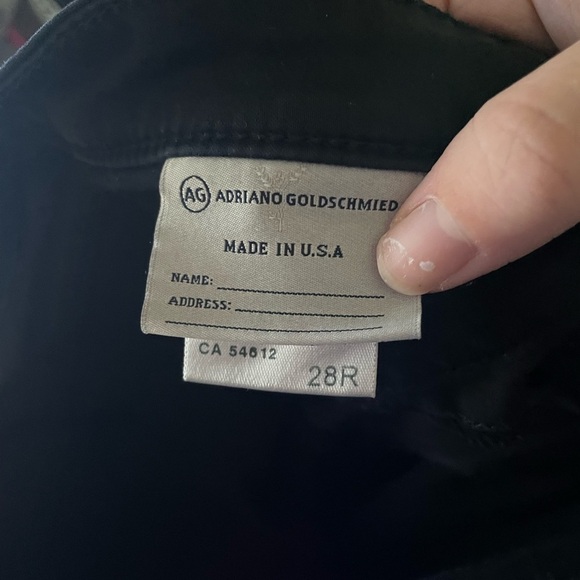 AG ADRIANO GOLDSCHMIED
MADE IN U.S.A
NAME:
ADDRESS:
CA 54612
28R